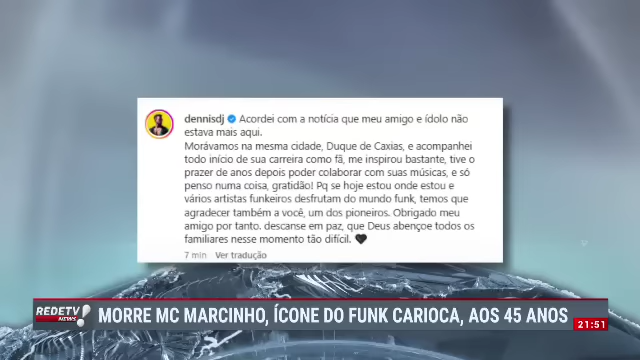 dennisdj Acordei com a notícia que meu amigo e ídolo não
estava mais aqui.
Morávamos na mesma cidade, Duque de Caxias, e acompanhei
todo início de sua carreira como fã, me inspirou bastante, tive o
prazer de anos depois poder colaborar com suas músicas, e só
penso numa coisa, gratidão! Pq se hoje estou onde estou e
vários artistas funkeiros desfrutam do mundo funk, temos que
agradecer também a você, um dos pioneiros. Obrigado meu
amigo por tanto. descanse em paz, que Deus abençoe todos os
familiares nesse momento tão difícil. 🖤
7 min Ver tradução
REDETV!
NEWS
MORRE MC MARCINHO, ÍCONE DO FUNK CARIOCA, AOS 45 ANOS
21:51